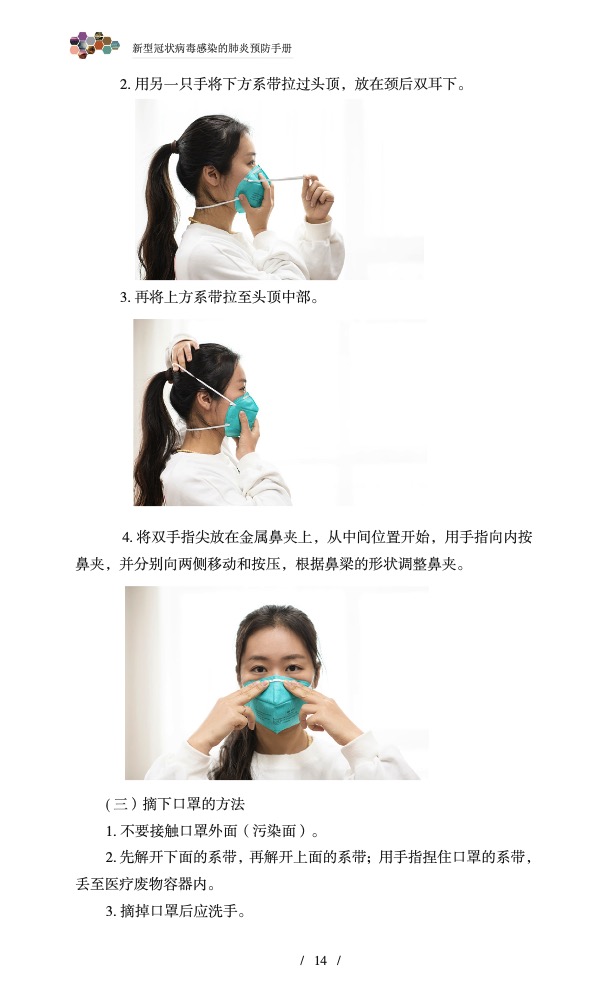 新型冠状病毒感染的肺炎预防手册
2. 用另一只手将下方系带拉过头顶，放在颈后双耳下。
3. 再将上方系带拉至头顶中部。
4. 将双手指尖放在金属鼻夹上，从中间位置开始，用手指向内按
鼻夹，并分别向两侧移动和按压，根据鼻梁的形状调整鼻夹。
（三）摘下口罩的方法
1. 不要接触口罩外面（污染面）。
2. 先解开下面的系带，再解开上面的系带；用手指捏住口罩的系带，
丢至医疗废物容器内。
3. 摘掉口罩后应洗手。
/ 14 /